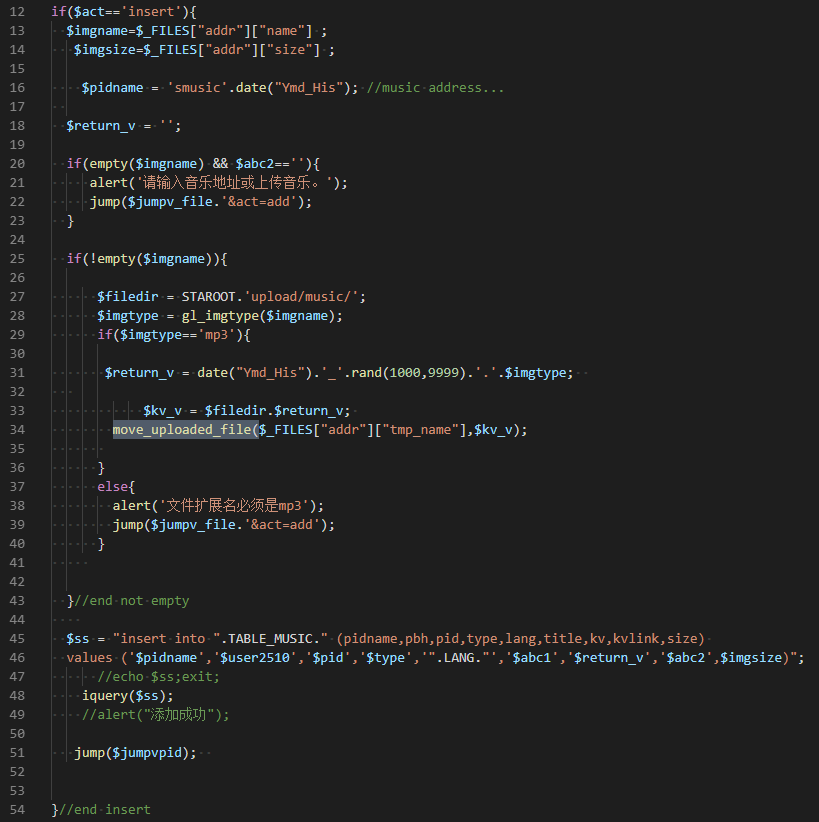 12 if($act=='insert'){
13 $imgname=$_FILES["addr"]["name"] ;
14 $imgsize=$_FILES["addr"]["size"] ;
15
16 $pidname = 'smusic'.date("Ymd_His"); //music address...
17
18 $return_v = '';
19
20 if(empty($imgname) && $abc2==''){
21 alert('请输入音乐地址或上传音乐。');
22 jump($jumpv_file.'&act=add');
23 }
24
25 if(!empty($imgname)){
26
27 $filedir = STAROOT.'upload/music/';
28 $imgtype = gl_imgtype($imgname);
29 if($imgtype=='mp3'){
30
31 $return_v = date("Ymd_His").'_'.rand(1000,9999).'.'.$imgtype;
32
33 $kv_v = $filedir.$return_v;
34 move_uploaded_file($_FILES["addr"]["tmp_name"],$kv_v);
35
36 }
37 else{
38 alert('文件扩展名必须是mp3');
39 jump($jumpv_file.'&act=add');
40 }
41
42
43 }//end not empty
44
45 $ss = "insert into ".TABLE_MUSIC." (pidname,pbh,pid,type,lang,title,kv,kvlink,size)
46 values ('$pidname','$user2510','$pid','$type','".LANG."','$abc1','$return_v','$abc2',$imgsize)";
47 //echo $ss;exit;
48 iquery($ss);
49 //alert("添加成功");
50
51 jump($jumpvpid);
52
53
54 }//end insert